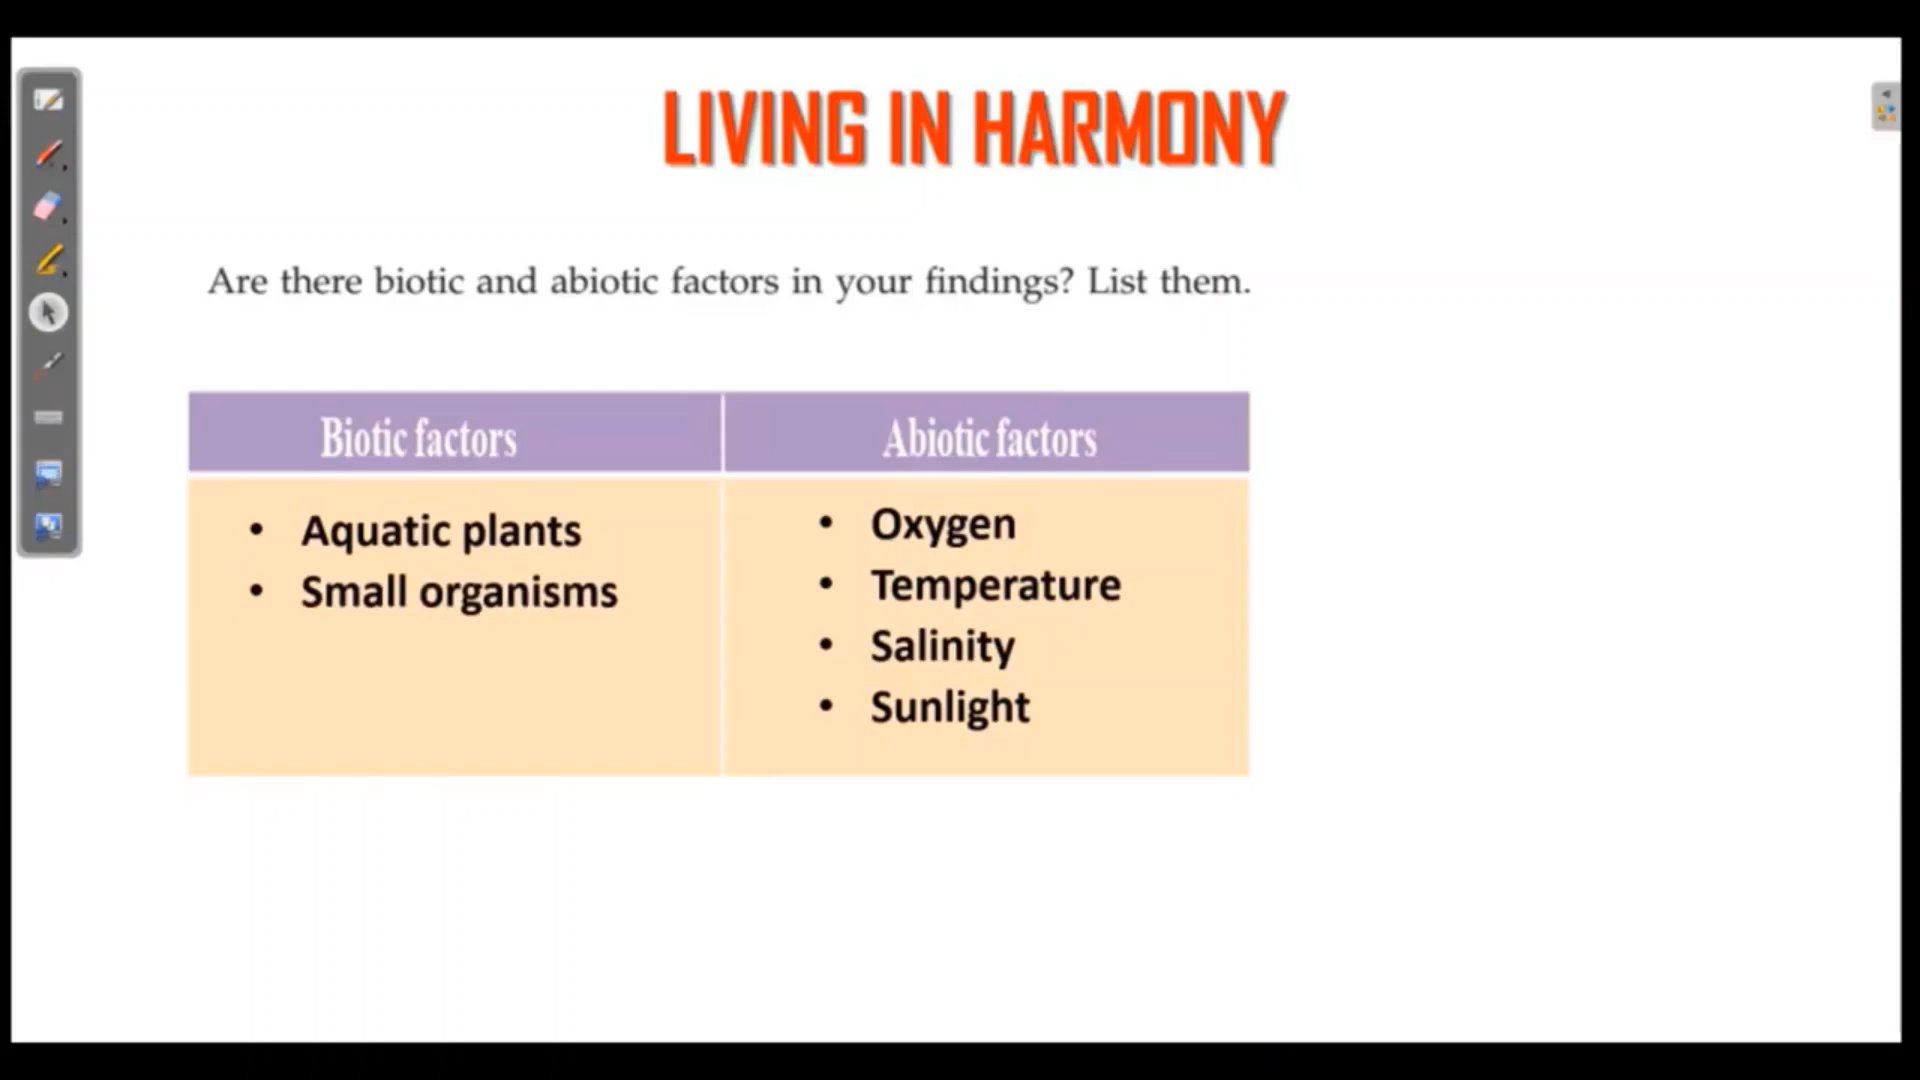 LIVING IN HARMONY
Are there biotic and abiotic factors in your findings? List them.
Biotic factors
Abiotic factors
• Aquatic plants
• Small organisms
• Oxygen
• Temperature
• Salinity
• Sunlight